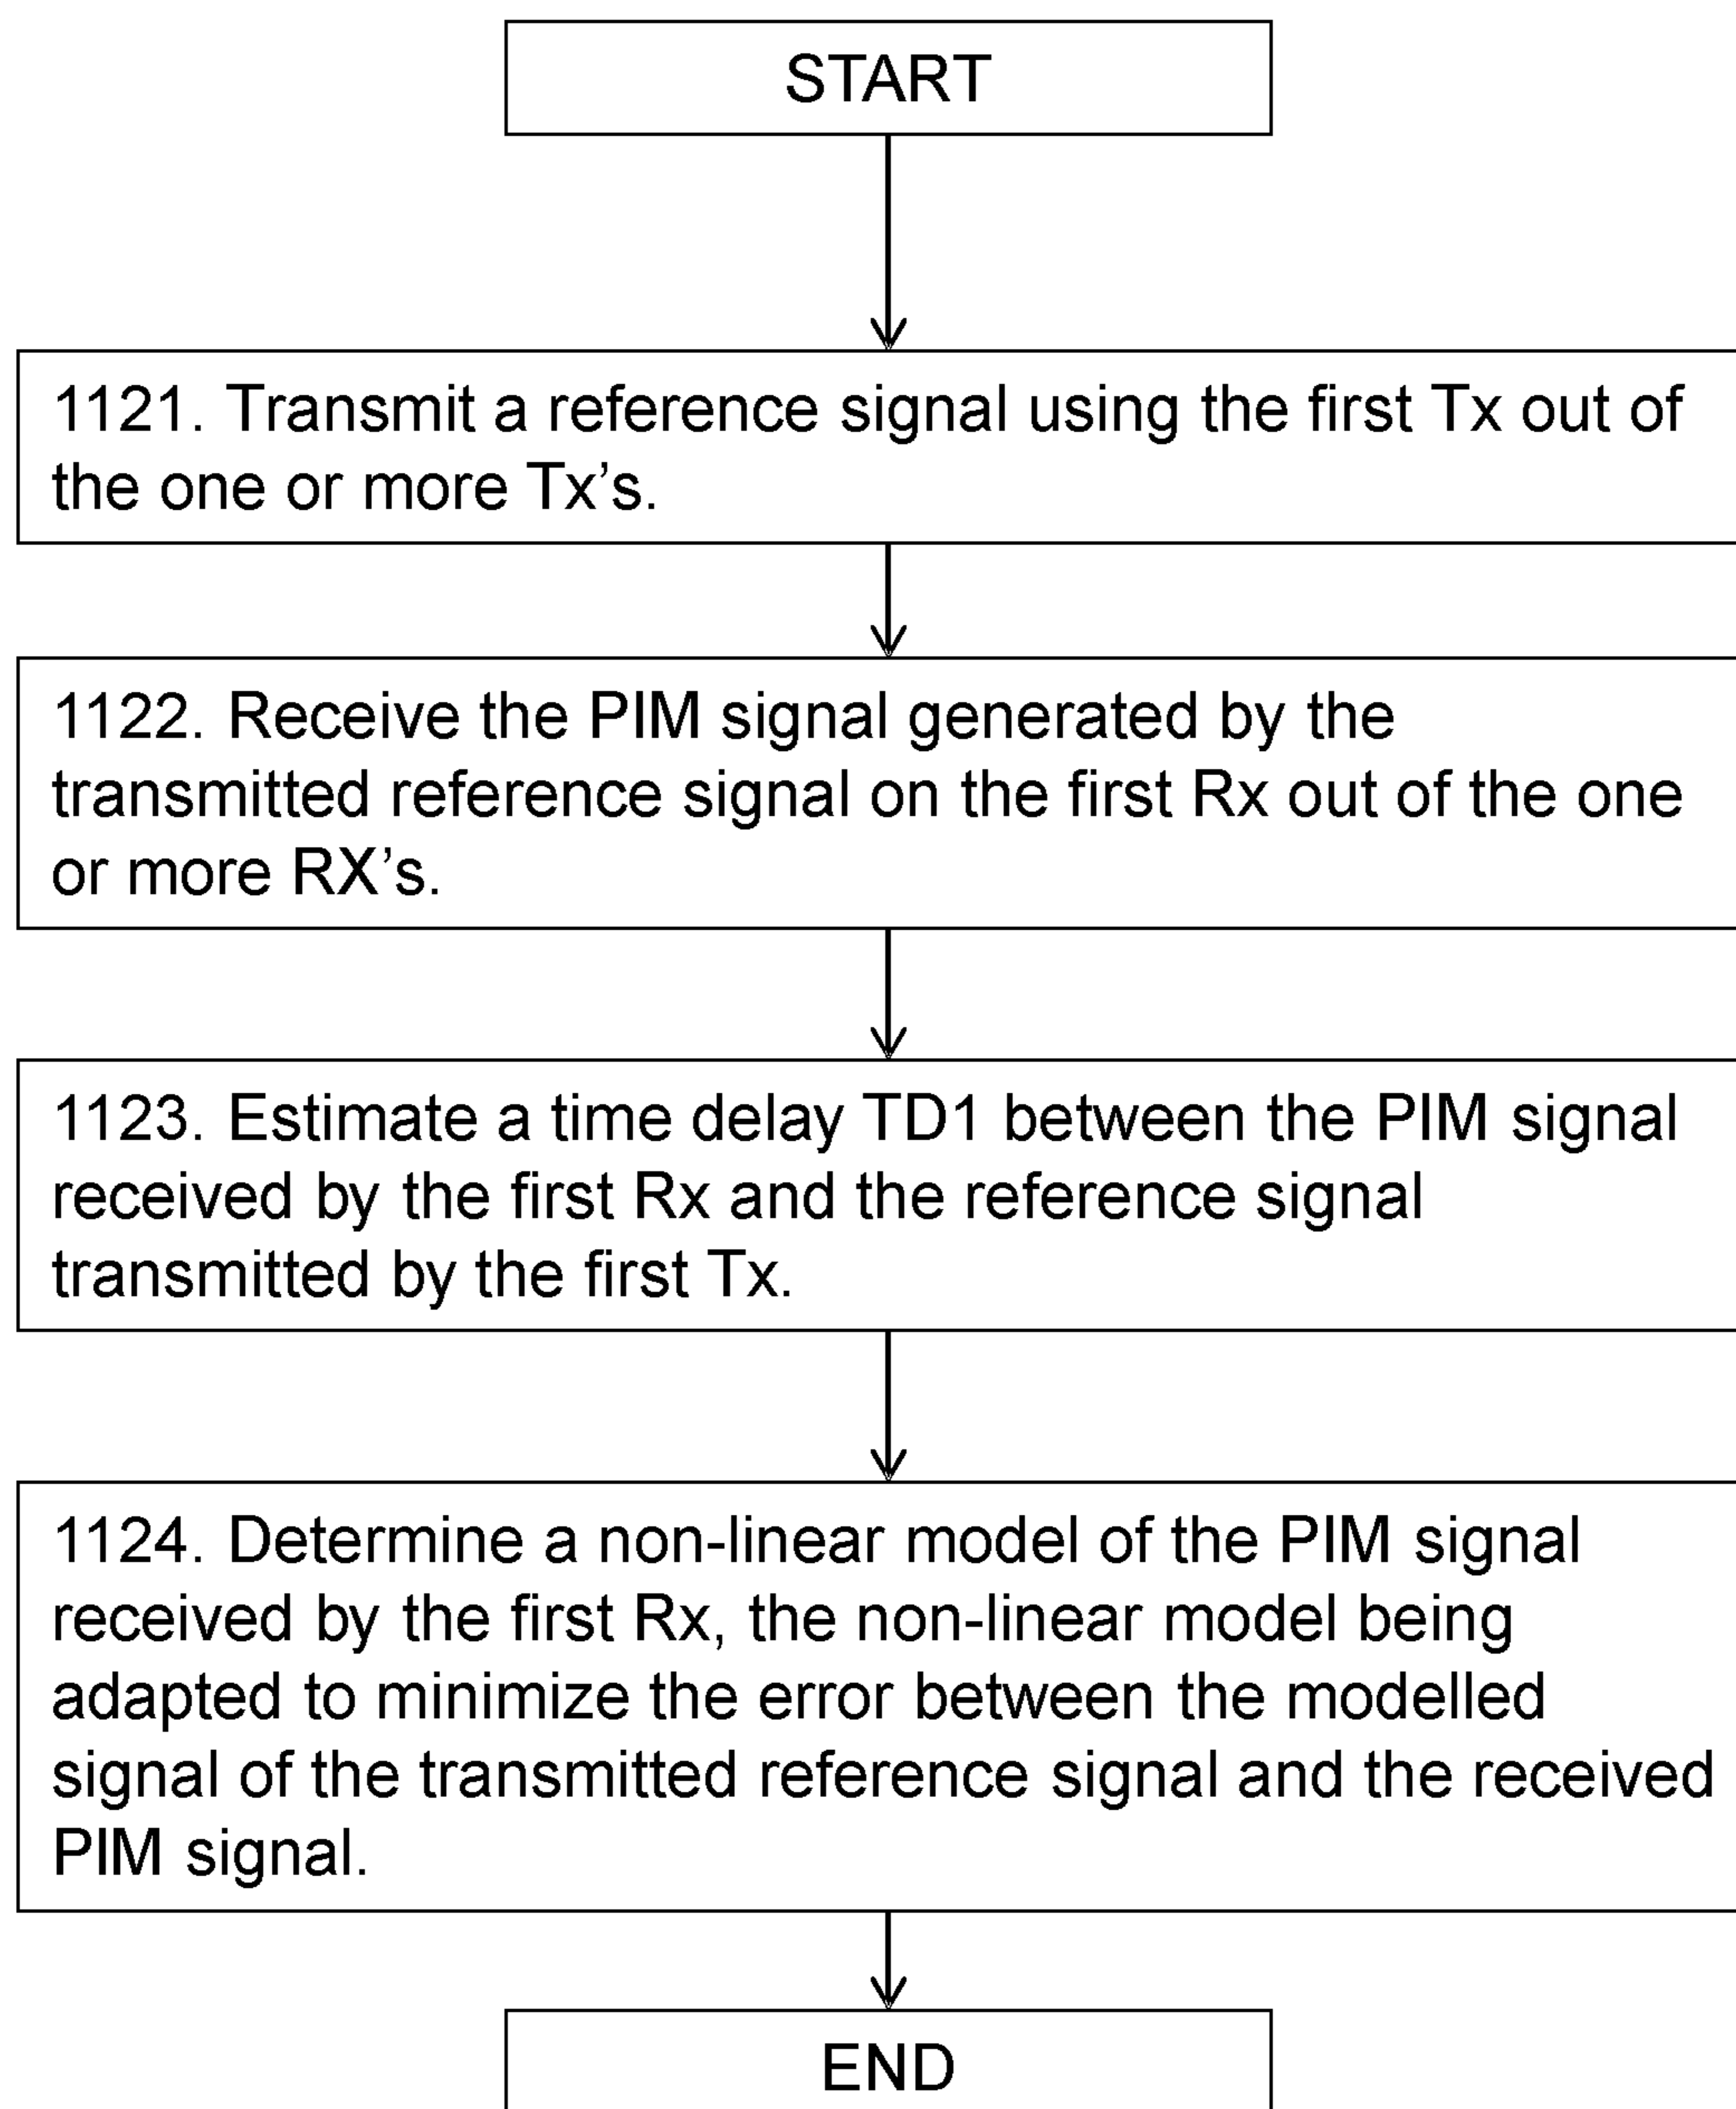 START
1121. Transmit a reference signal using the first Tx out of
the one or more Tx’s.
1122. Receive the PIM signal generated by the
transmitted reference signal on the first Rx out of the one
or more RX’s.
1123. Estimate a time delay TD1 between the PIM signal
received by the first Rx and the reference signal
transmitted by the first Tx.
1124. Determine a non-linear model of the PIM signal
received by the first Rx, the non-linear model being
adapted to minimize the error between the modelled
signal of the transmitted reference signal and the received
PIM signal.
END